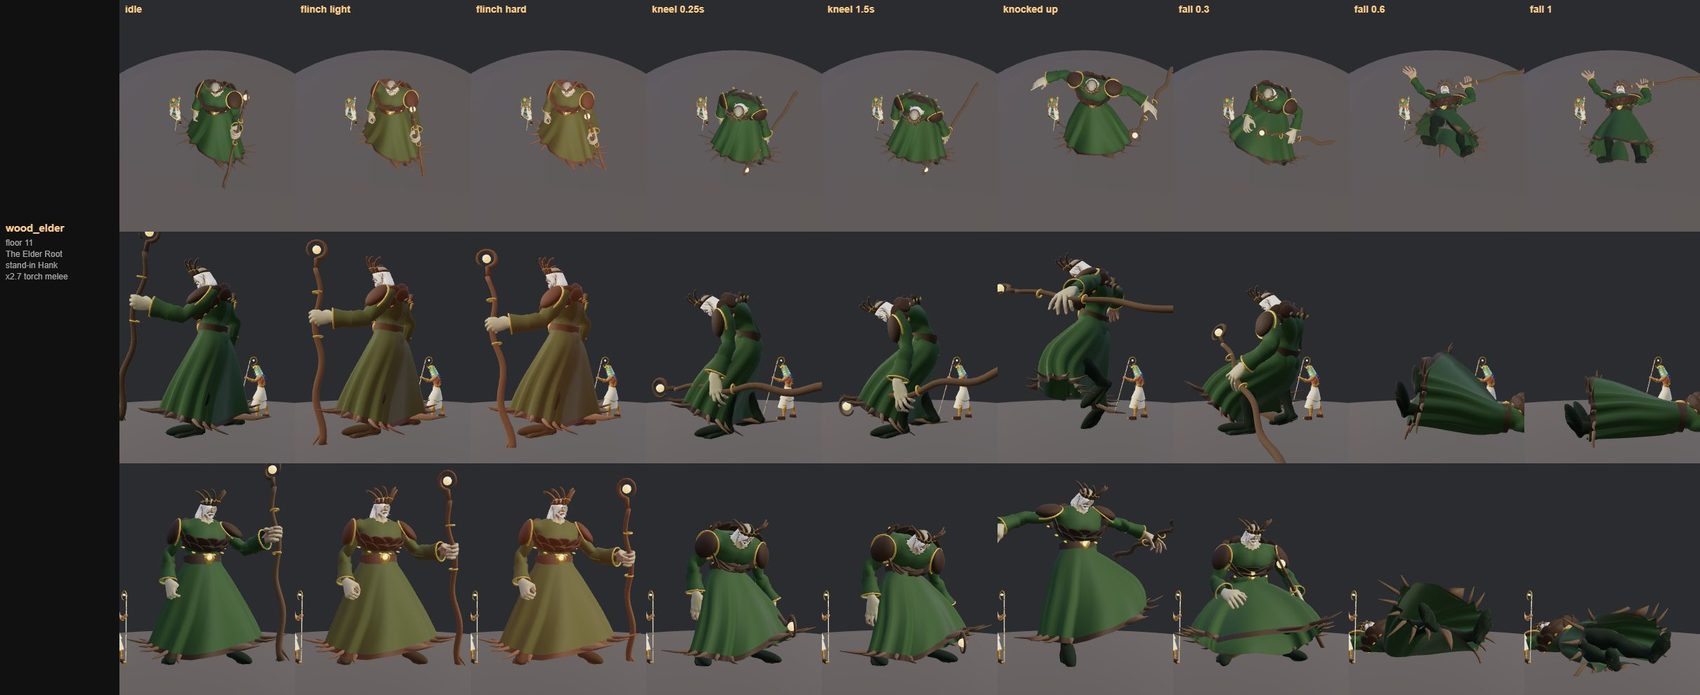 idle
flinch light
flinch hard
kneel 0.25s
kneel 1.5s
knocked up
fall 0.3
fall 0.6
fall 1
wood_elder
floor 11
The Elder Root
stand-in Hank
x2.7 torch melee